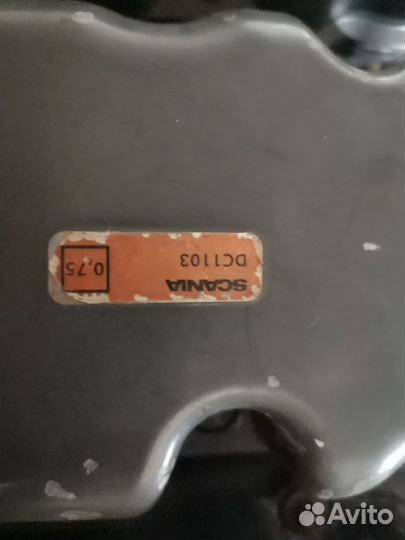 SCANIA
DC1103
0,75
Avito